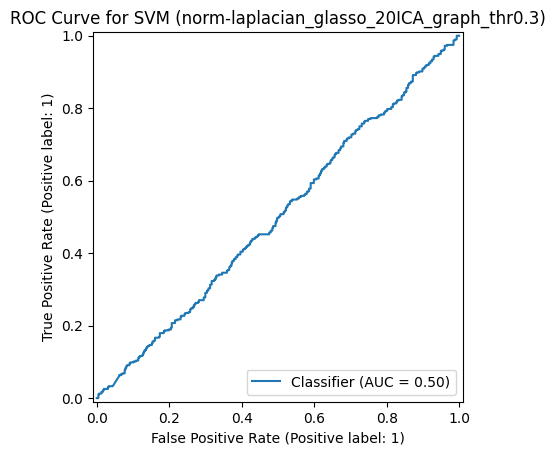 ROC Curve for SVM (norm-laplacian_glasso_20ICA_graph_thr0.3)
1.0
0.8
0.6
0.4
0.2
0.0
True Positive Rate (Positive label: 1)
Classifier (AUC = 0.50)
0.0 0.2 0.4 0.6 0.8 1.0
False Positive Rate (Positive label: 1)